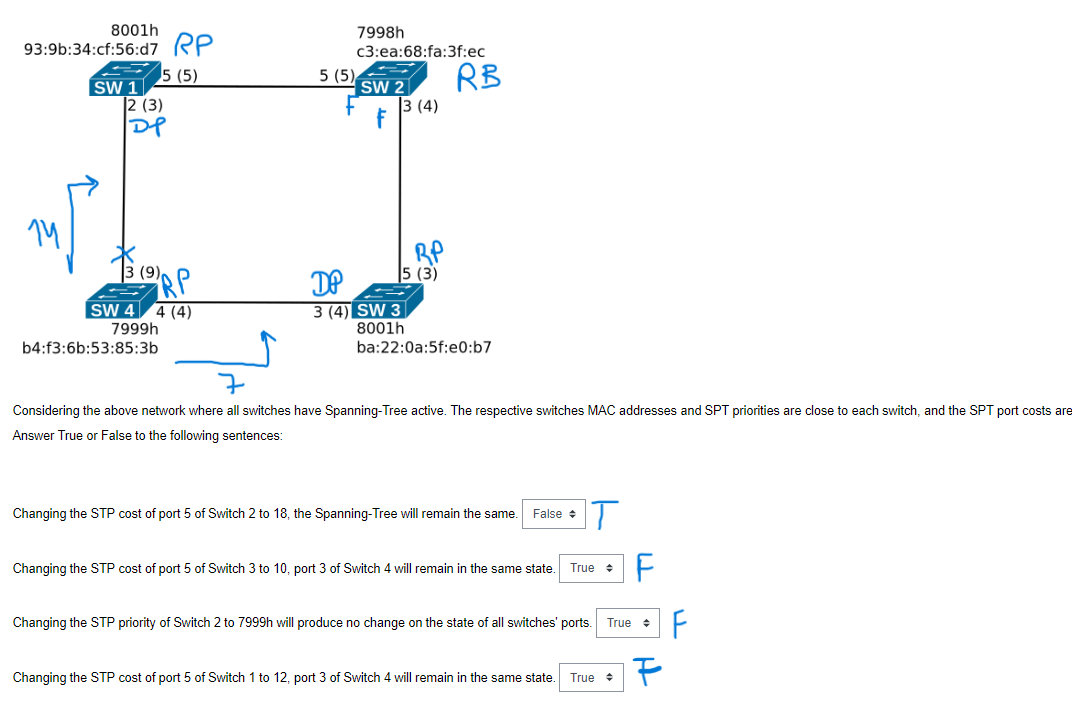 8001h
93:9b:34:cf:56:d7 RP
7998h
c3:ea:68:fa:3f:ec
RB
SW 1 5 (5)
5 (5) SW 2
2 (3)
DP
F F 3 (4)
14
X
3 (9) RP
RP
5 (3)
DP
SW 4 4 (4)
3 (4) SW 3
7999h
b4:f3:6b:53:85:3b
8001h
ba:22:0a:5f:e0:b7
7
Considering the above network where all switches have Spanning-Tree active. The respective switches MAC addresses and SPT priorities are close to each switch, and the SPT port costs are
Answer True or False to the following sentences:
Changing the STP cost of port 5 of Switch 2 to 18, the Spanning-Tree will remain the same. False T
Changing the STP cost of port 5 of Switch 3 to 10, port 3 of Switch 4 will remain in the same state. True F
Changing the STP priority of Switch 2 to 7999h will produce no change on the state of all switches' ports. True F
Changing the STP cost of port 5 of Switch 1 to 12, port 3 of Switch 4 will remain in the same state. True F